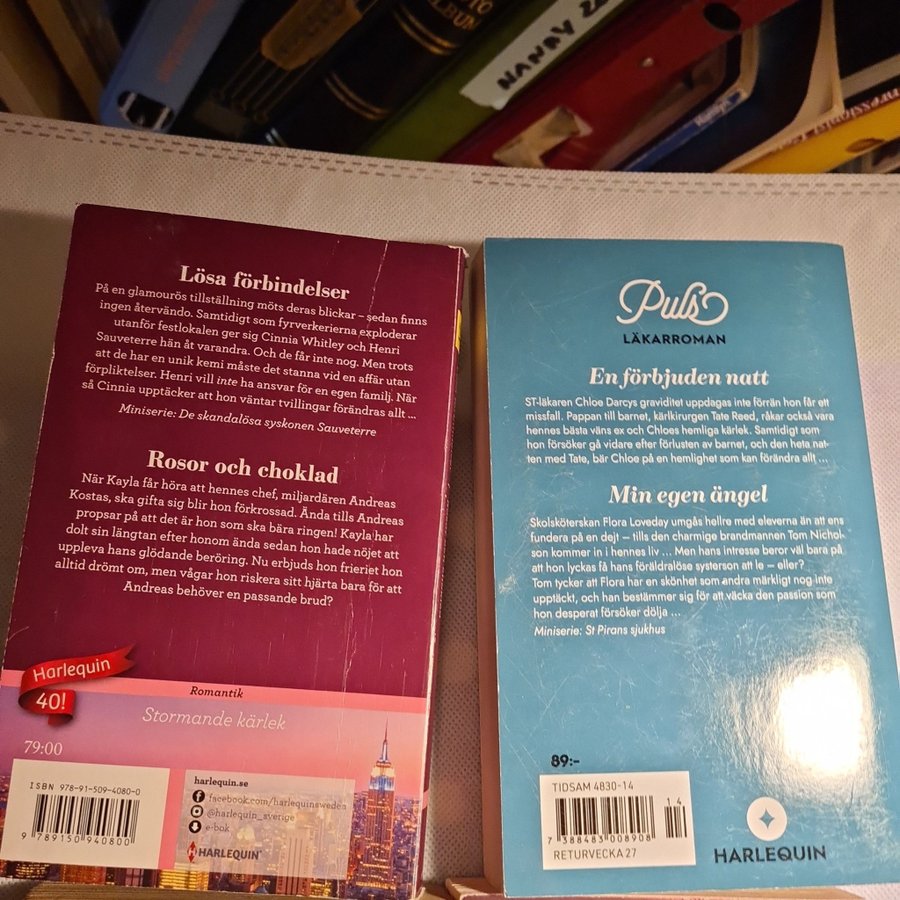 HANDY
Lösa förbindelser
På en glamourös tillställning möts deras blickar – sedan finns
ingen återvändo. Samtidigt som fyrverkerierna exploderar
utanför festlokalen ger sig Cinnia Whitley och Henri
Sauveterre hän åt varandra. Och de får inte nog. Men trots
att de har en unik kemi måste det stanna vid en affär utan
förpliktelser. Henri vill inte ha ansvar för en egen familj. När
så Cinnia upptäcker att hon väntar tvillingar förändras allt ...
Miniserie: De skandalösa syskonen Sauveterre
Rosor och choklad
När Kayla får höra att hennes chef, miljardären Andreas
Kostas, ska gifta sig blir hon förkrossad. Ända tills Andreas
propsar på att det är hon som ska bära ringen! Kayla har
dolt sin längtan efter honom ända sedan hon hade nöjet att
uppleva hans glödande beröring. Nu erbjuds hon frieriet hon
alltid drömt om, men vågar hon riskera sitt hjärta bara för att
Andreas behöver en passande brud?
Harlequin
40!
Romantik
Stormande kärlek
79:00
ISBN 978-91-509-4080-0
9 789150 940800
harlequin.se
facebook.com/harlequinsweden
@harlequin_sverige
e-bok
HARLEQUIN
Puls
LÄKARROMAN
En förbjuden natt
ST-läkaren Chloe Darcys graviditet uppdagas inte förrän hon får ett
missfall. Pappan till barnet, kärlkirurgen Tate Reed, råkar också vara
hennes bästa väns ex och Chloes hemliga kärlek. Samtidigt som
hon försöker gå vidare efter förlusten av barnet, och den heta nat-
ten med Tate, bär Chloe på en hemlighet som kan förändra allt ...
Min egen ängel
Skolsköterskan Flora Loveday umgås hellre med eleverna än att ens
fundera på en dejt – tills den charmige brandmannen Tom Nichol-
son kommer in i hennes liv ... Men hans intresse beror väl bara på
att hon lyckas få hans föräldralöse systerson att le – eller?
Tom tycker att Flora har en skönhet som andra märkligt nog inte
upptäckt, och han bestämmer sig för att väcka den passion som
hon desperat försöker dölja ...
Miniserie: St Pirans sjukhus
89:-
TIDSAM 4830-14
14
7 388483 008908
RETURVECKA 27
HARLEQUIN